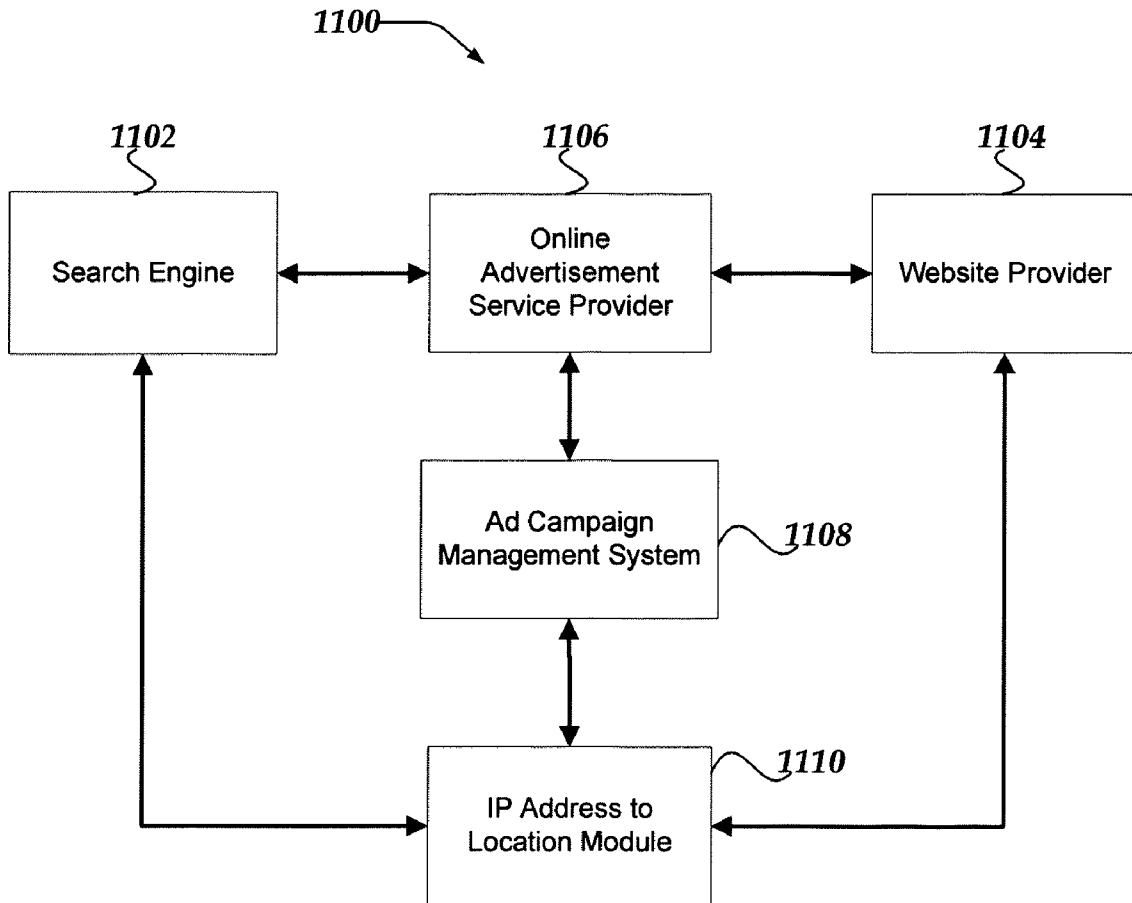 1100
1102
1106
1104
Search Engine
Online
Advertisement
Service Provider
Website Provider
Ad Campaign
Management System
1108
1110
IP Address to
Location Module